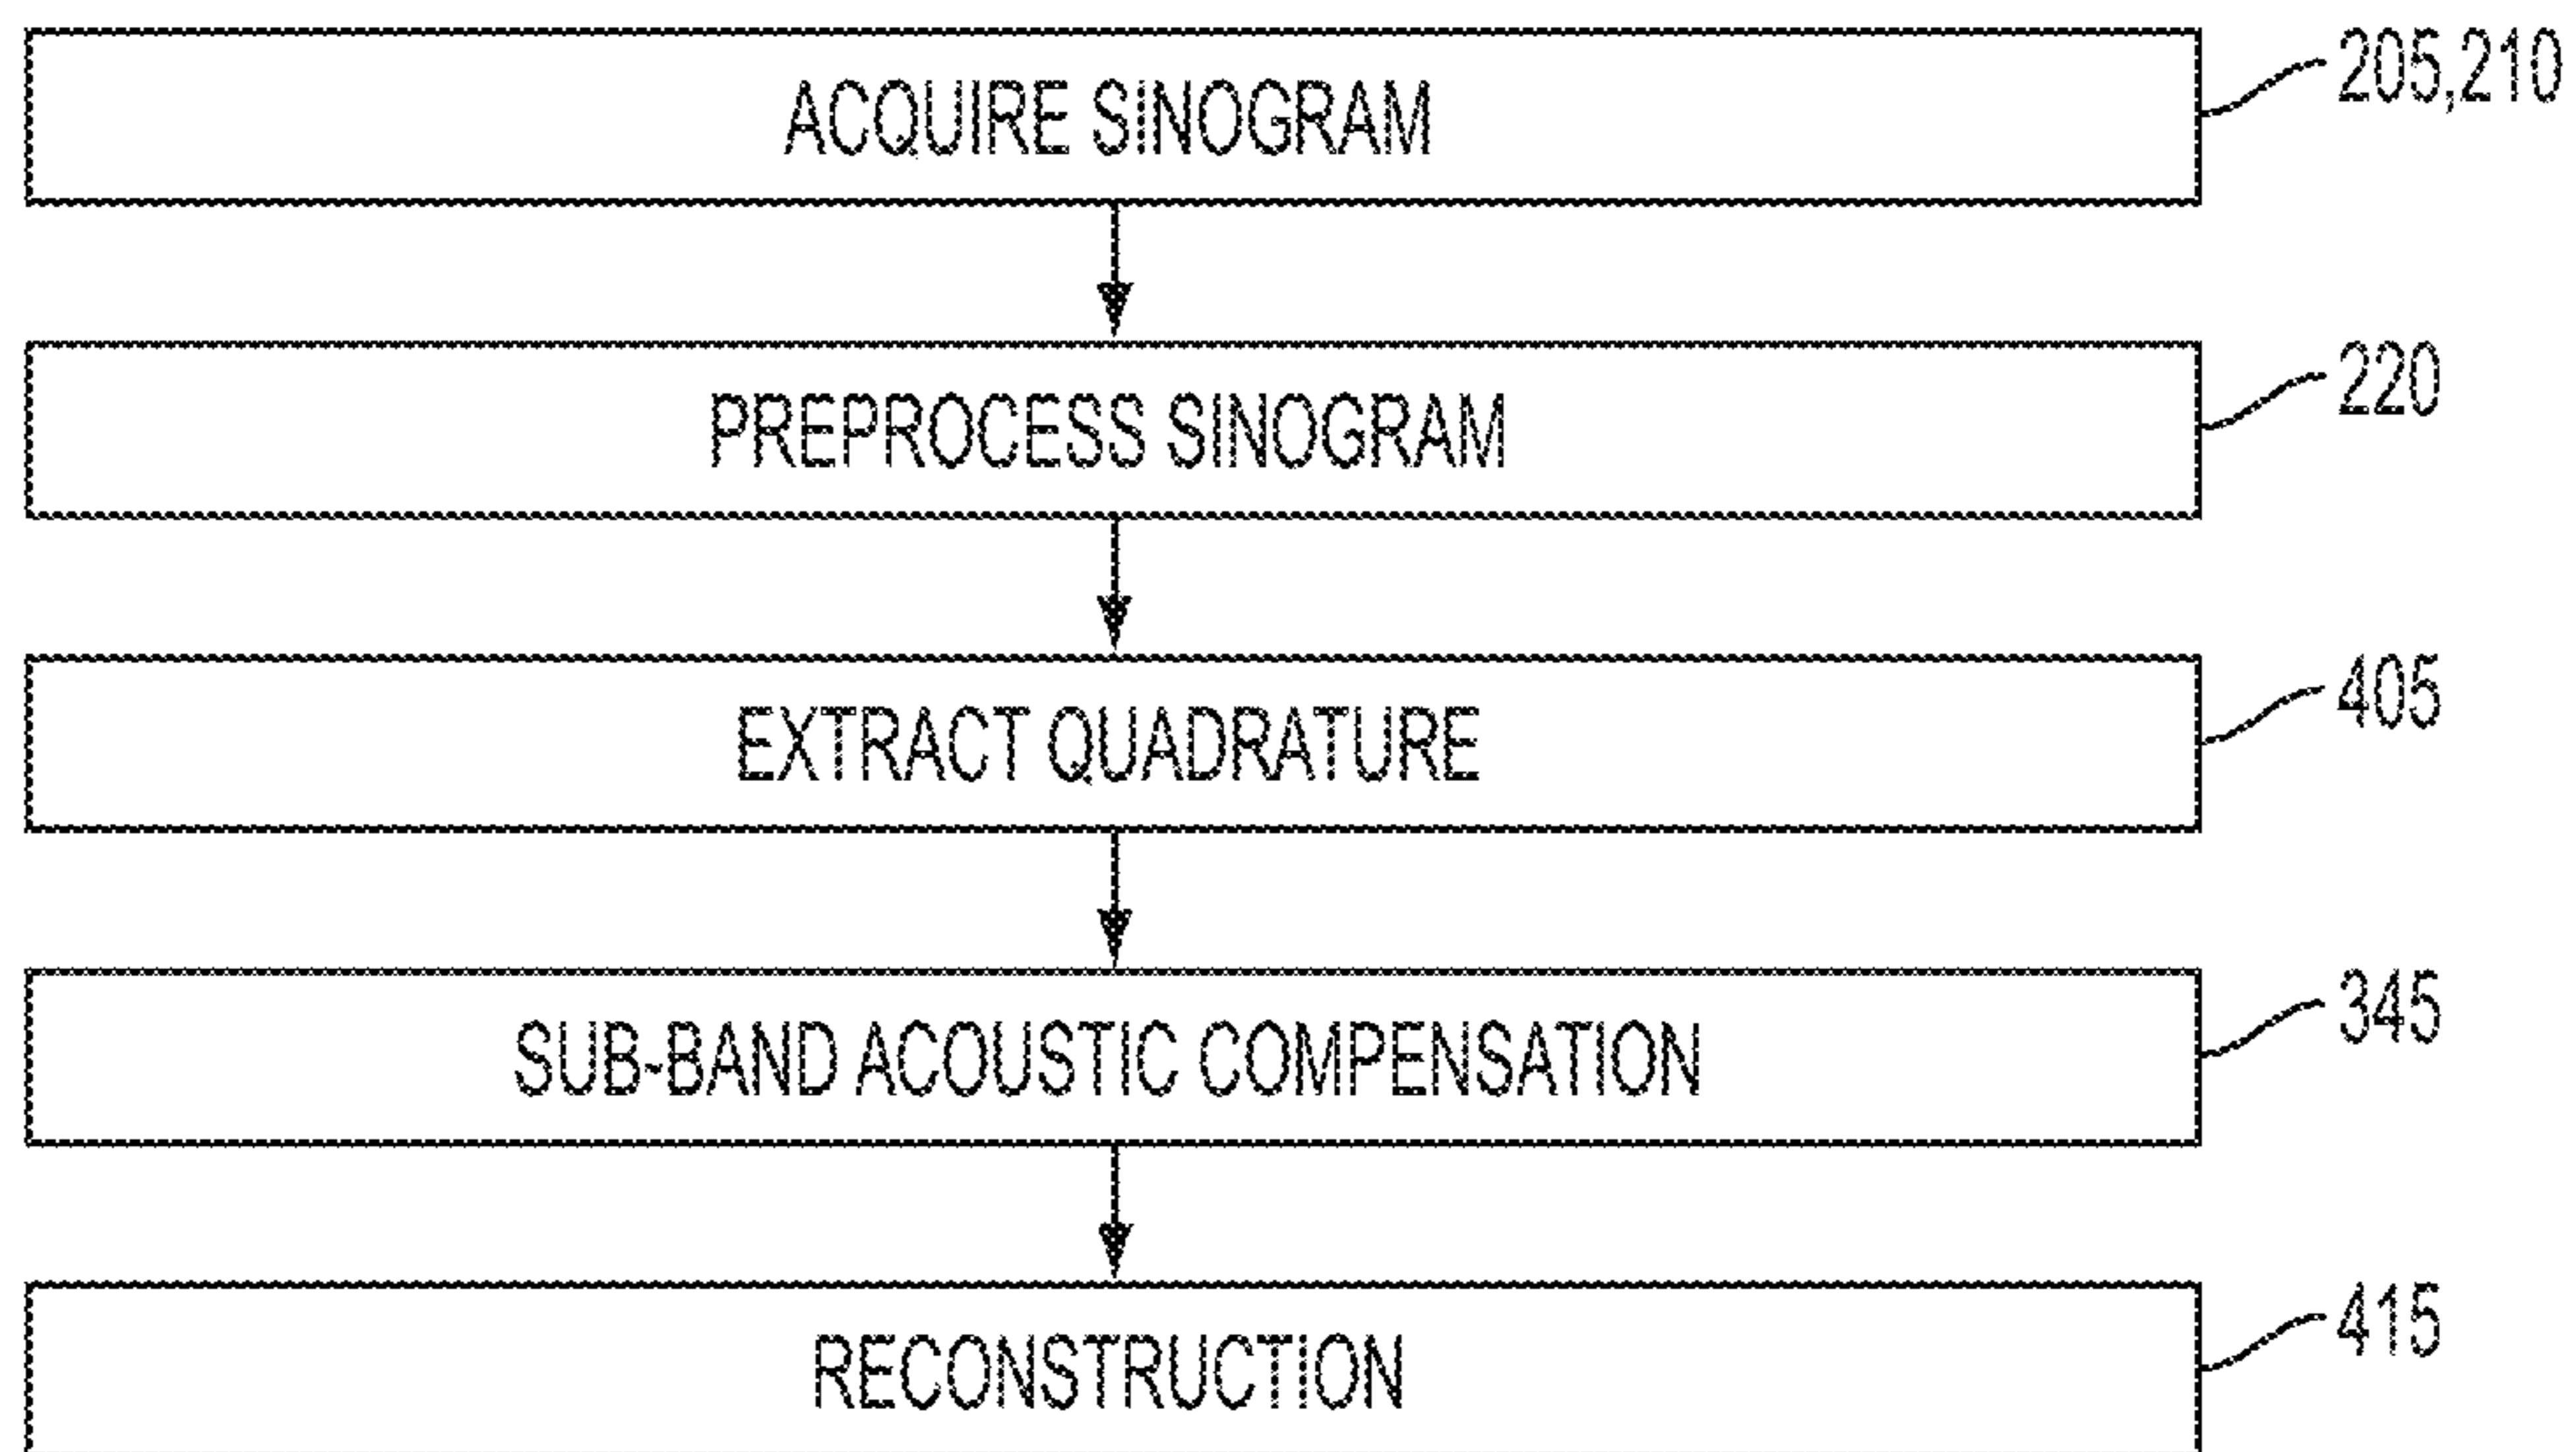 ACQUIRE SINOGRAM
205,210
PREPROCESS SINOGRAM
220
EXTRACT QUADRATURE
405
SUB-BAND ACOUSTIC COMPENSATION
345
RECONSTRUCTION
415